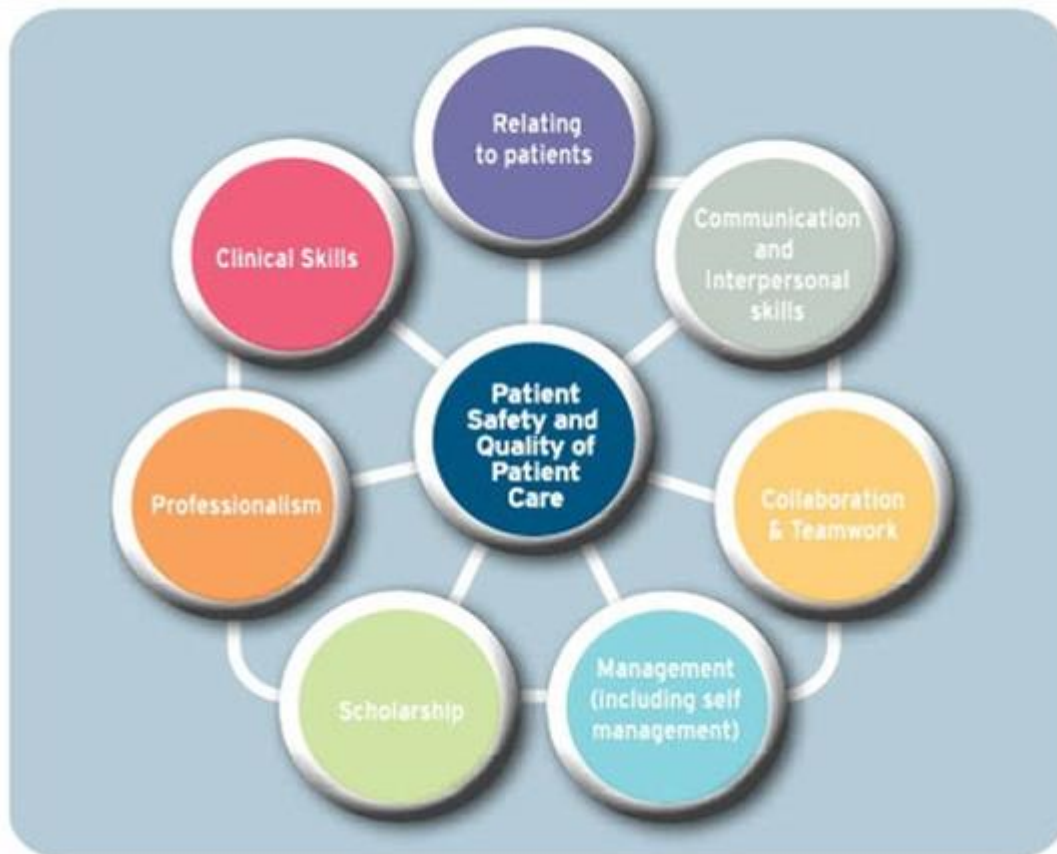 Relating
to patients
Communication
and
Interpersonal
skills
Collaboration
& Teamwork
Management
(including self
management)
Scholarship
Professionalism
Clinical Skills
Patient
Safety and
Quality of
Patient
Care